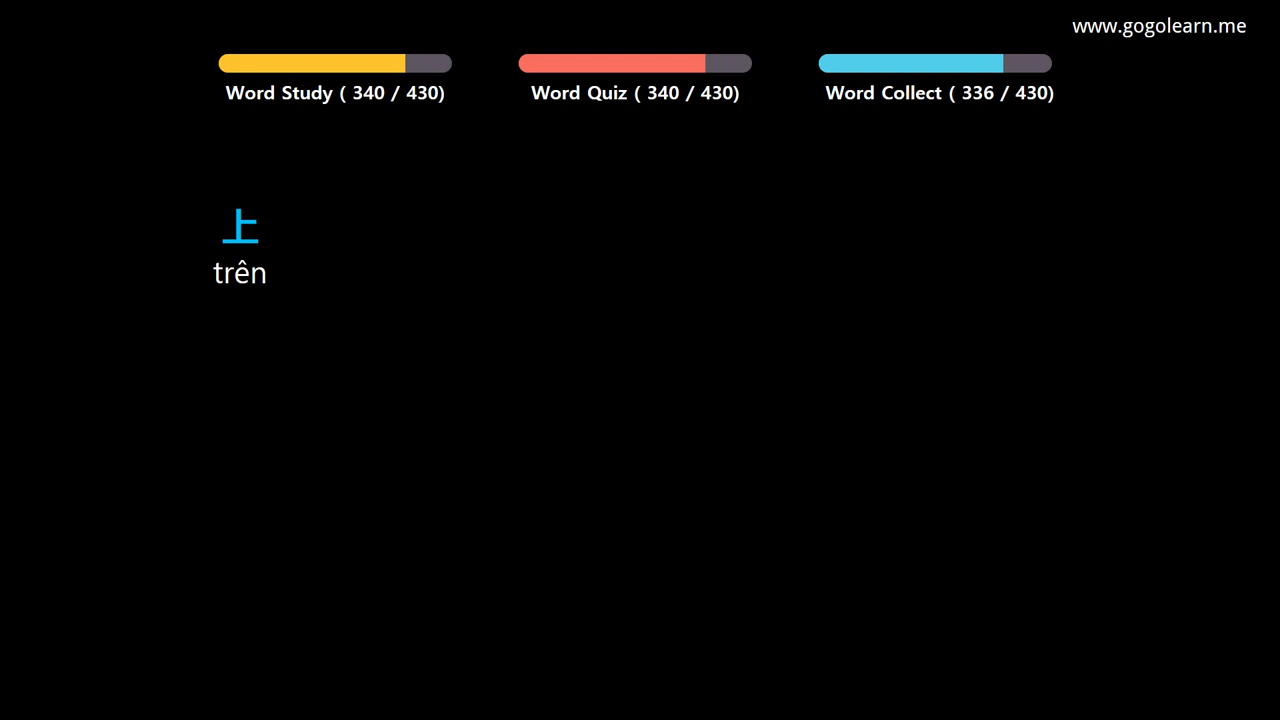 www.gogolearn.me
Word Study ( 340 / 430)
Word Quiz ( 340 / 430)
Word Collect ( 336 / 430)
上
trên